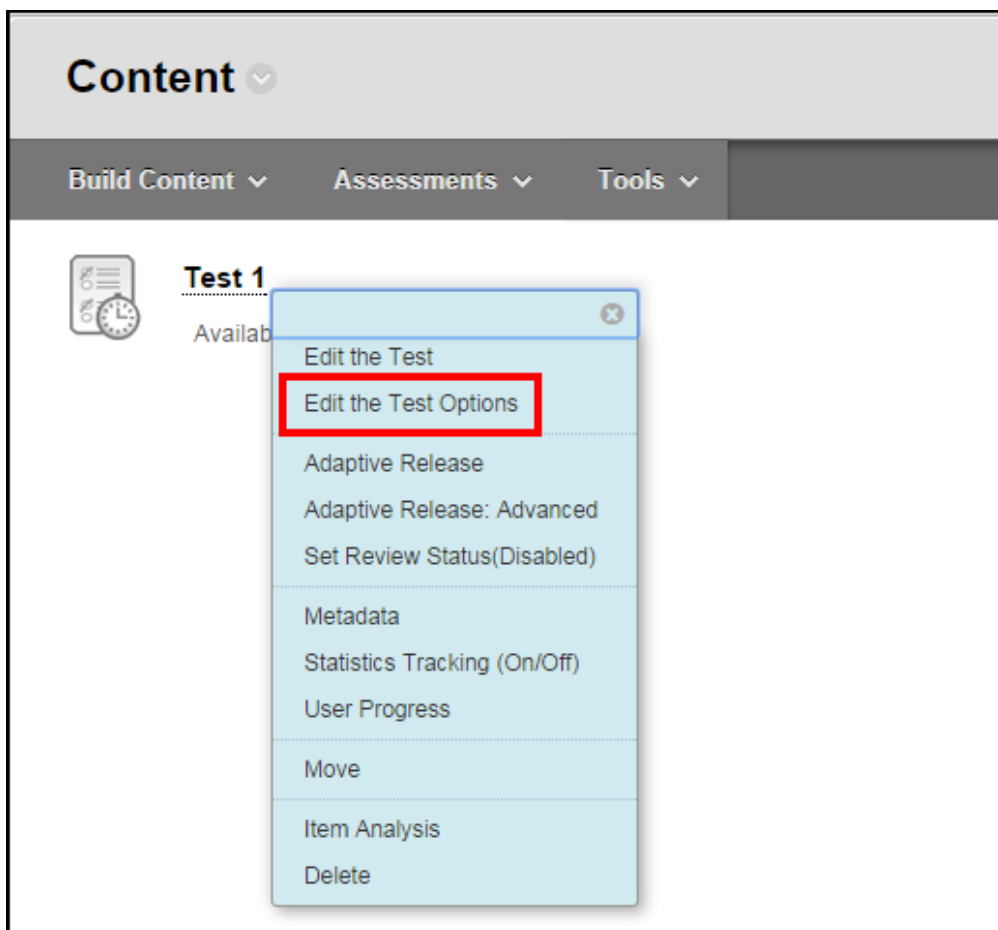 Content
Build Content Assessments Tools
Test 1
Availab
Edit the Test
Edit the Test Options
Adaptive Release
Adaptive Release: Advanced
Set Review Status(Disabled)
Metadata
Statistics Tracking (On/Off)
User Progress
Move
Item Analysis
Delete